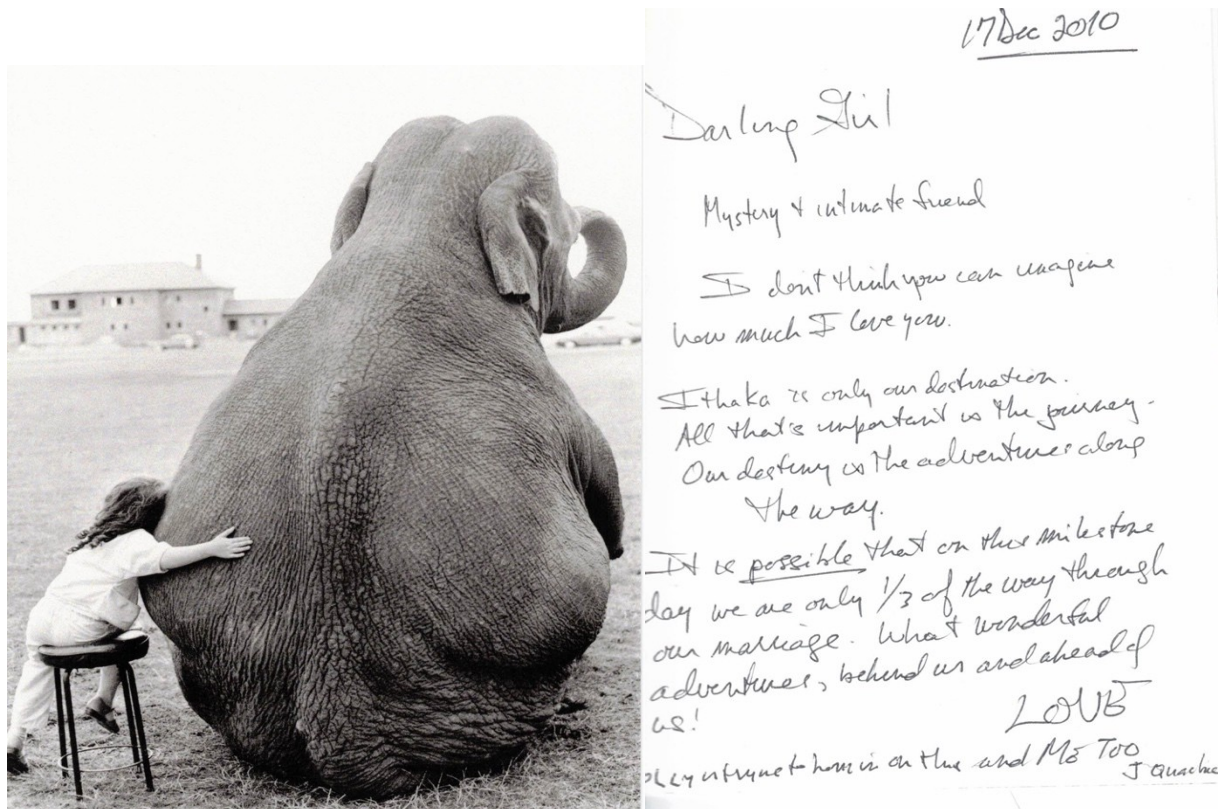 17 Dec 2010
Darling Girl
Mystery + intimate friend
I don't think you can imagine
how much I love you.
Ithaka is only our destination.
All that's important is the journey.
Our destiny is the adventures along
the way.
It is possible that on this milestone
day we are only 1/3 of the way through
our marriage. What wonderful
adventures, behind us and ahead of
us!
LOVE
on this and Me Too
J